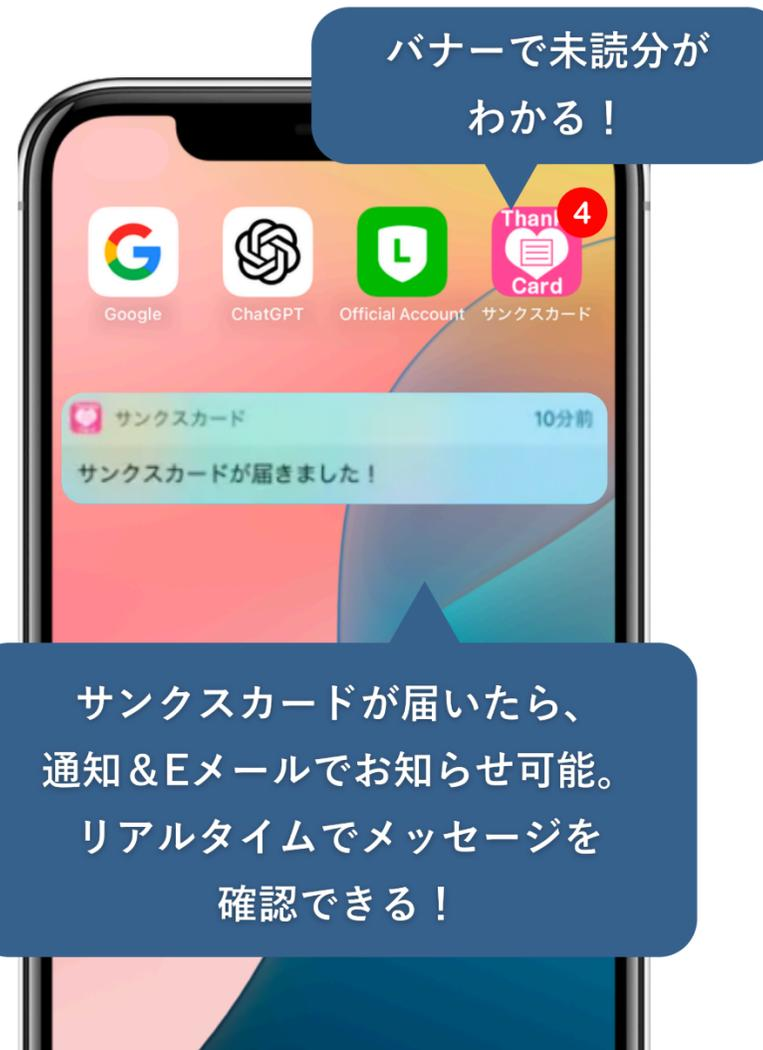 バナーで未読分が
わかる！
4
Thank
Card
L
Google
ChatGPT
Official Account
サンクスカード
サンクスカード
10分前
サンクスカードが届きました！
サンクスカードが届いたら、
通知＆Eメールでお知らせ可能。
リアルタイムでメッセージを
確認できる！